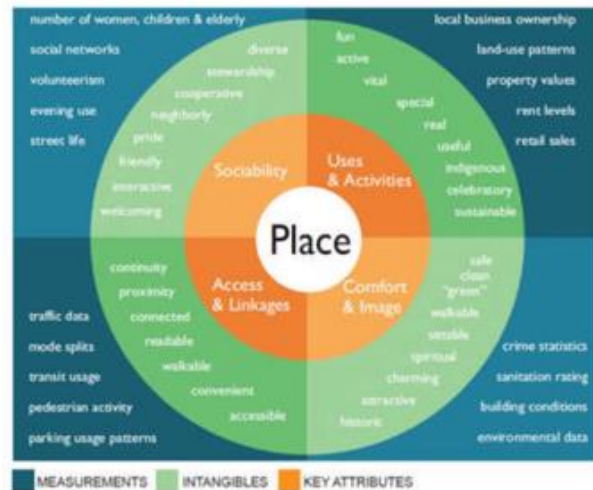 number of women, children & elderly
social networks
volunteerism
evening use
street life
diverse
stewardship
cooperative
neighborly
pride
friendly
interactive
welcoming
Sociability
fun
active
vital
special
real
useful
indigenous
celebratory
sustainable
Uses
& Activities
local business ownership
land-use patterns
property values
rent levels
retail sales
Place
Access
& Linkages
continuity
proximity
connected
readable
walkable
convenient
accessible
traffic data
mode splits
transit usage
pedestrian activity
parking usage patterns
Comfort
& Image
safe
clean
"green"
walkable
sittable
spiritual
charming
attractive
historic
crime statistics
sanitation rating
building conditions
environmental data
MEASUREMENTS
INTANGIBLES
KEY ATTRIBUTES